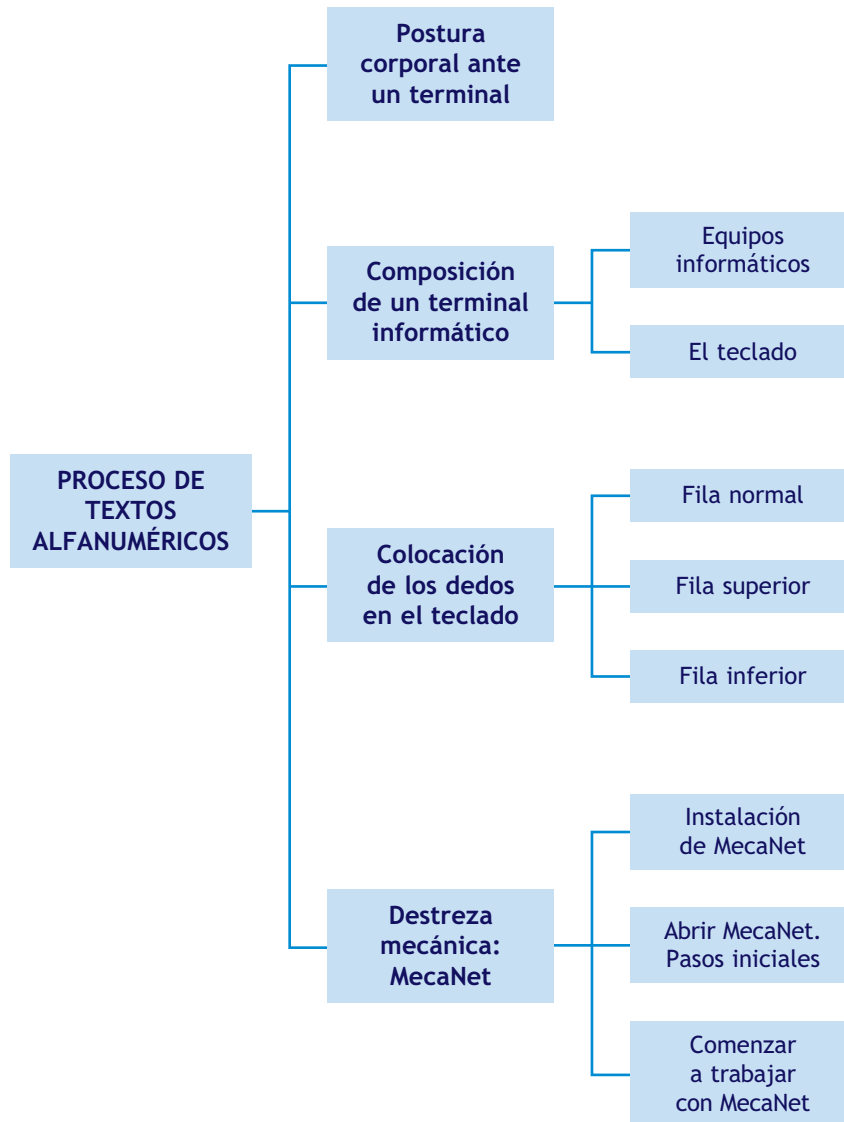 Postura
corporal ante
un terminal
Composición
de un terminal
informático
Equipos
informáticos
El teclado
PROCESO DE
TEXTOS
ALFANUMÉRICOS
Colocación
de los dedos
en el teclado
Fila normal
Fila superior
Fila inferior
Destreza
mecánica:
MecaNet
Instalación
de MecaNet
Abrir MecaNet.
Pasos iniciales
Comenzar
a trabajar
con MecaNet